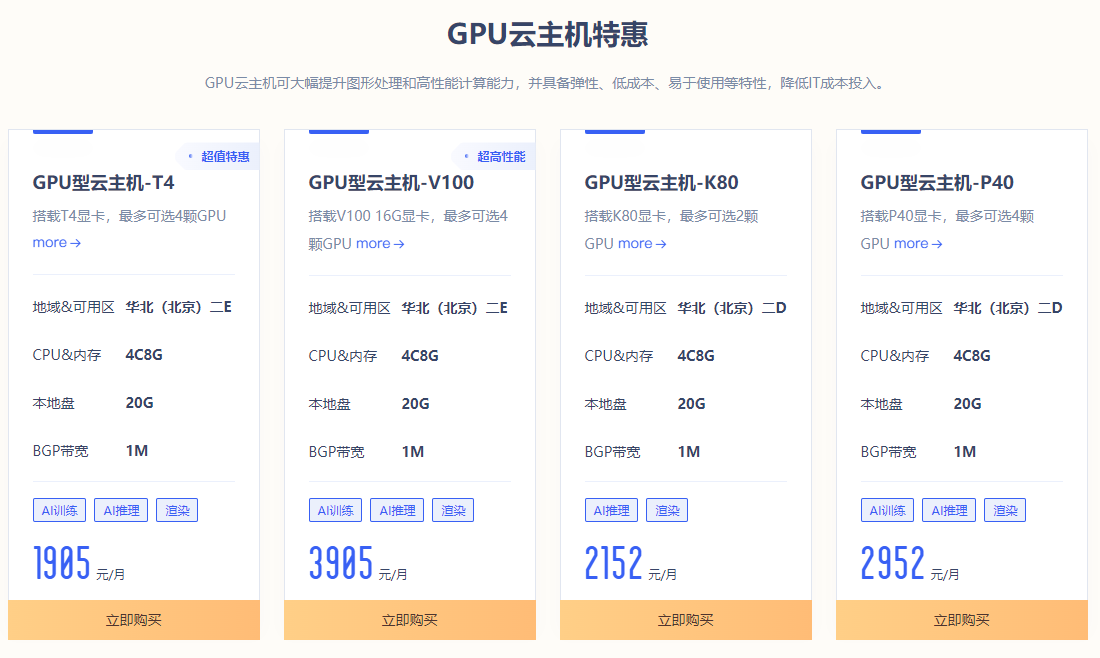 GPU云主机特惠
GPU云主机可大幅提升图形处理和高性能计算能力，并具备弹性、低成本、易于使用等特性，降低IT成本投入。
超值特惠
GPU型云主机-T4
搭载T4显卡，最多可选4颗GPU
more→
地域&可用区 华北（北京）二E
CPU&内存 4C8G
本地盘 20G
BGP带宽 1M
AI训练 AI推理 渲染
1905 元/月
立即购买
超高性能
GPU型云主机-V100
搭载V100 16G显卡，最多可选4
颗GPU more→
地域&可用区 华北（北京）二E
CPU&内存 4C8G
本地盘 20G
BGP带宽 1M
AI训练 AI推理 渲染
3905 元/月
立即购买
GPU型云主机-K80
搭载K80显卡，最多可选2颗
GPU more→
地域&可用区 华北（北京）二D
CPU&内存 4C8G
本地盘 20G
BGP带宽 1M
AI推理 渲染
2152 元/月
立即购买
GPU型云主机-P40
搭载P40显卡，最多可选4颗
GPU more→
地域&可用区 华北（北京）二D
CPU&内存 4C8G
本地盘 20G
BGP带宽 1M
AI训练 AI推理 渲染
2952 元/月
立即购买